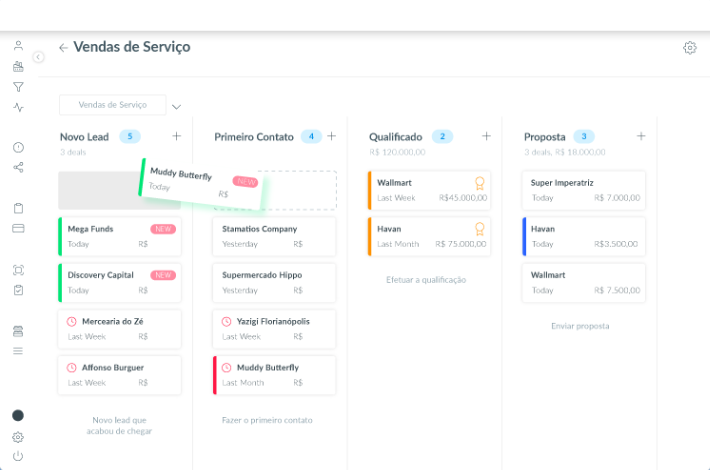 Vendas de Serviço
Vendas de Serviço
Novo Lead 5
3 deals
Muddy Butterfly NEW
Today R$
Mega Funds NEW
Today R$
Discovery Capital NEW
Today R$
Mercearia do Zé
Last Week R$
Affonso Burguer
Last Week R$
Novo lead que
acabou de chegar
Primeiro Contato 4
Stamatios Company
Yesterday R$
Supermercado Hippo
Yesterday R$
Yazigi Florianópolis
Last Week R$
Muddy Butterfly
Last Month R$
Fazer o primeiro contato
Qualificado 2
R$ 120.000,00
Wallmart
Last Week R$45.000,00
Havan
Last Month R$ 75.000,00
Efetuar a qualificação
Proposta 3
3 deals, R$ 18.000,00
Super Imperatriz
Today R$ 7.000,00
Havan
Today R$3.500,00
Wallmart
Today R$ 7.500,00
Enviar proposta